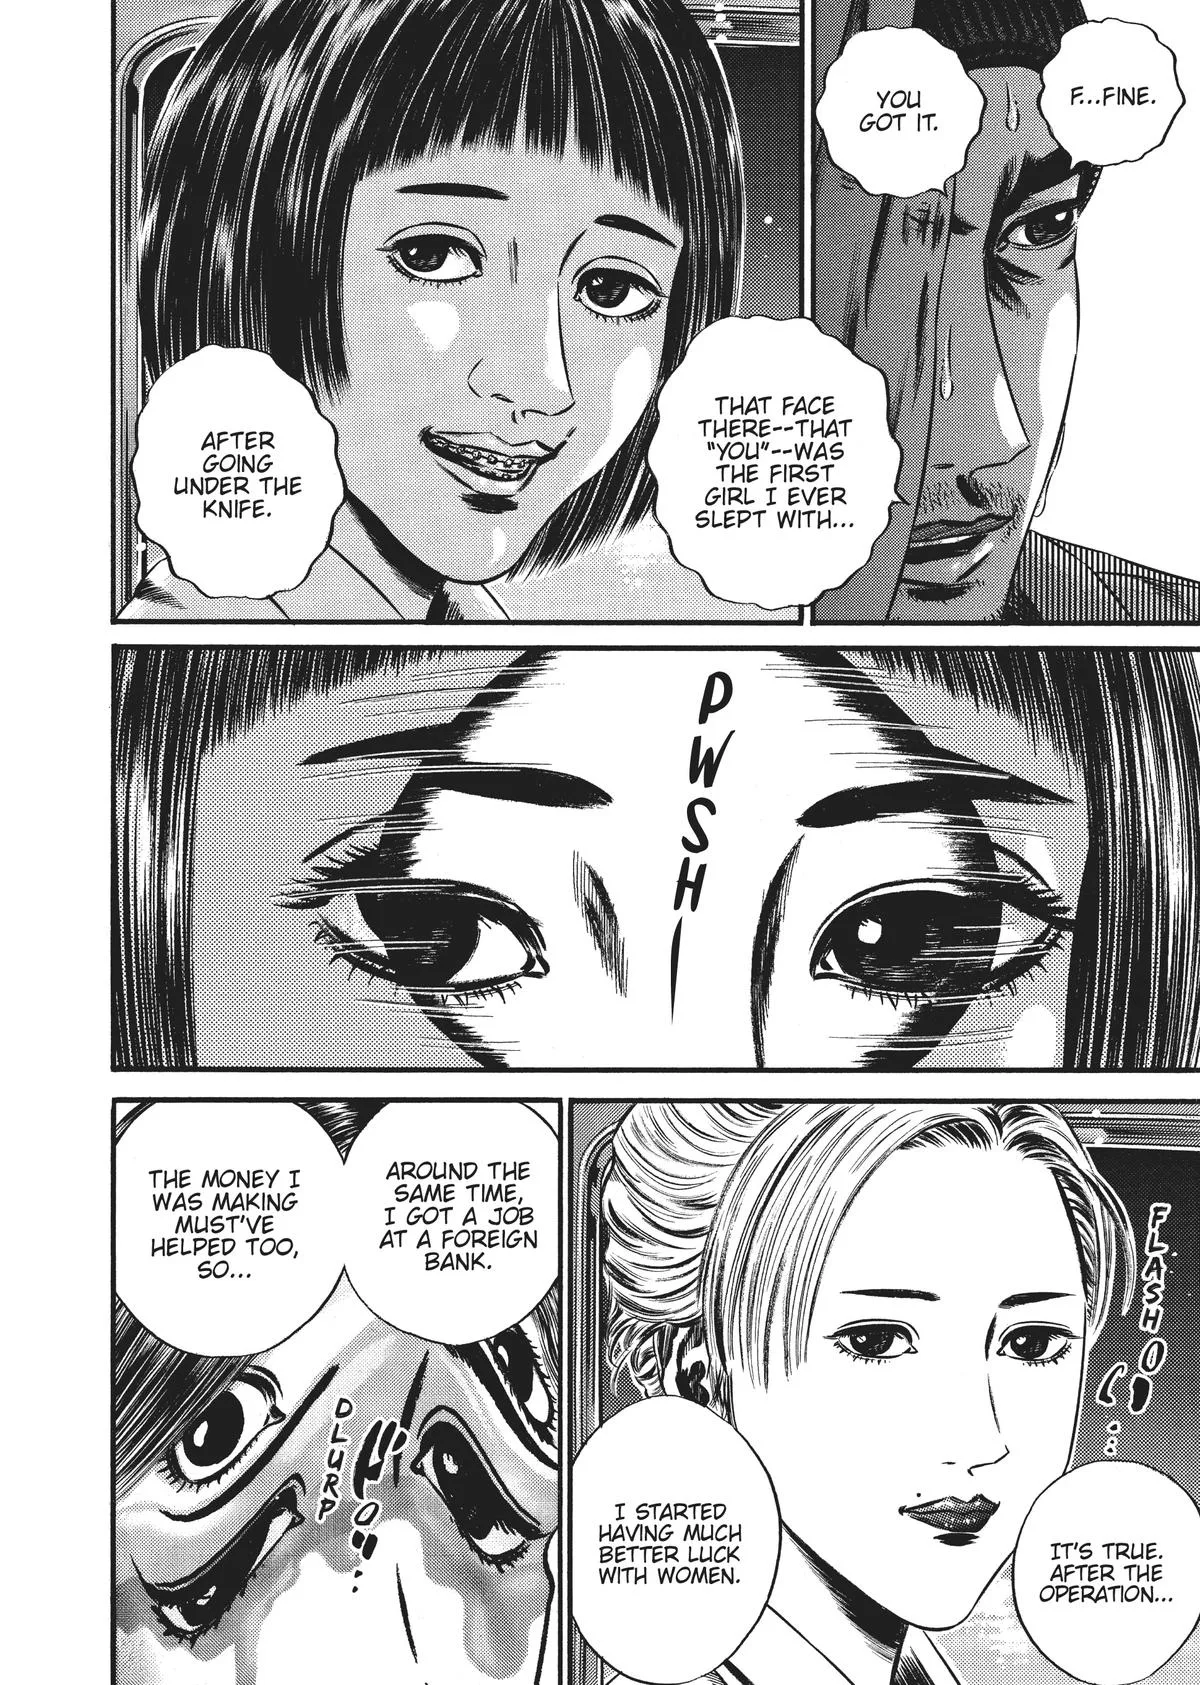 F...FINE.
YOU
GOT IT.
THAT FACE
THERE--THAT
"YOU"--WAS
THE FIRST
GIRL I EVER
SLEPT WITH...
AFTER
GOING
UNDER THE
KNIFE.
PWSH
FLASH
IT'S TRUE.
AFTER THE
OPERATION...
I STARTED
HAVING MUCH
BETTER LUCK
WITH WOMEN.
AROUND THE
SAME TIME,
I GOT A JOB
AT A FOREIGN
BANK.
THE MONEY I
WAS MAKING
MUST'VE
HELPED TOO,
SO...
DLURP